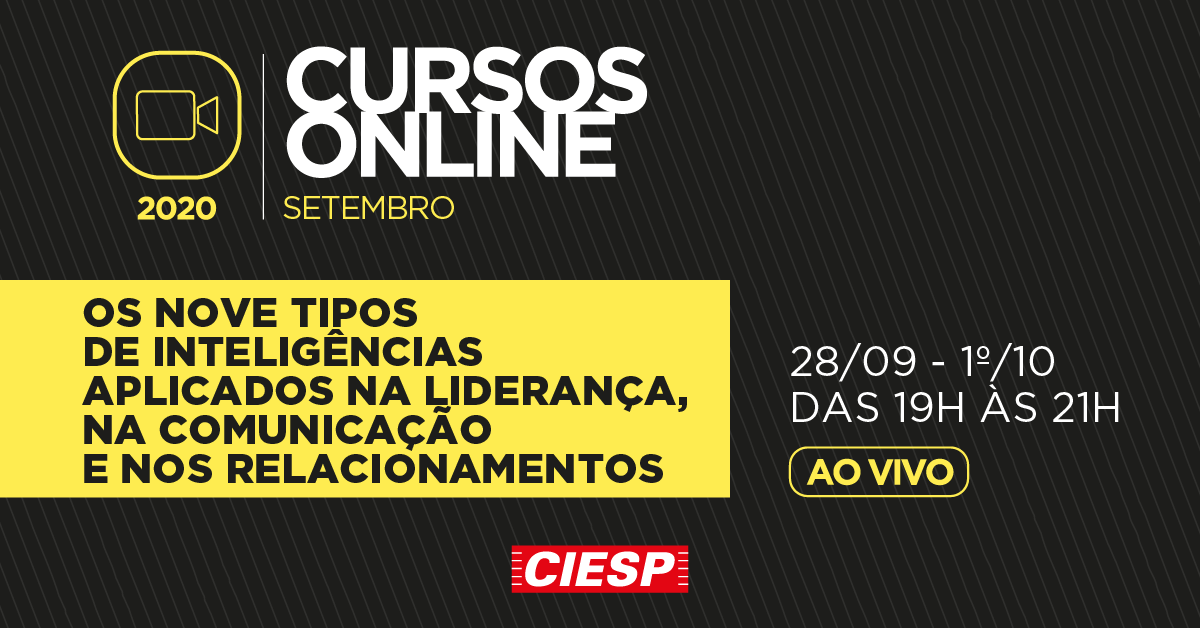 CURSOS
ONLINE
2020
SETEMBRO
OS NOVE TIPOS
DE INTELIGÊNCIAS
APLICADOS NA LIDERANÇA,
NA COMUNICAÇÃO
E NOS RELACIONAMENTOS
28/09 - 1º/10
DAS 19H ÀS 21H
AO VIVO
CIESP